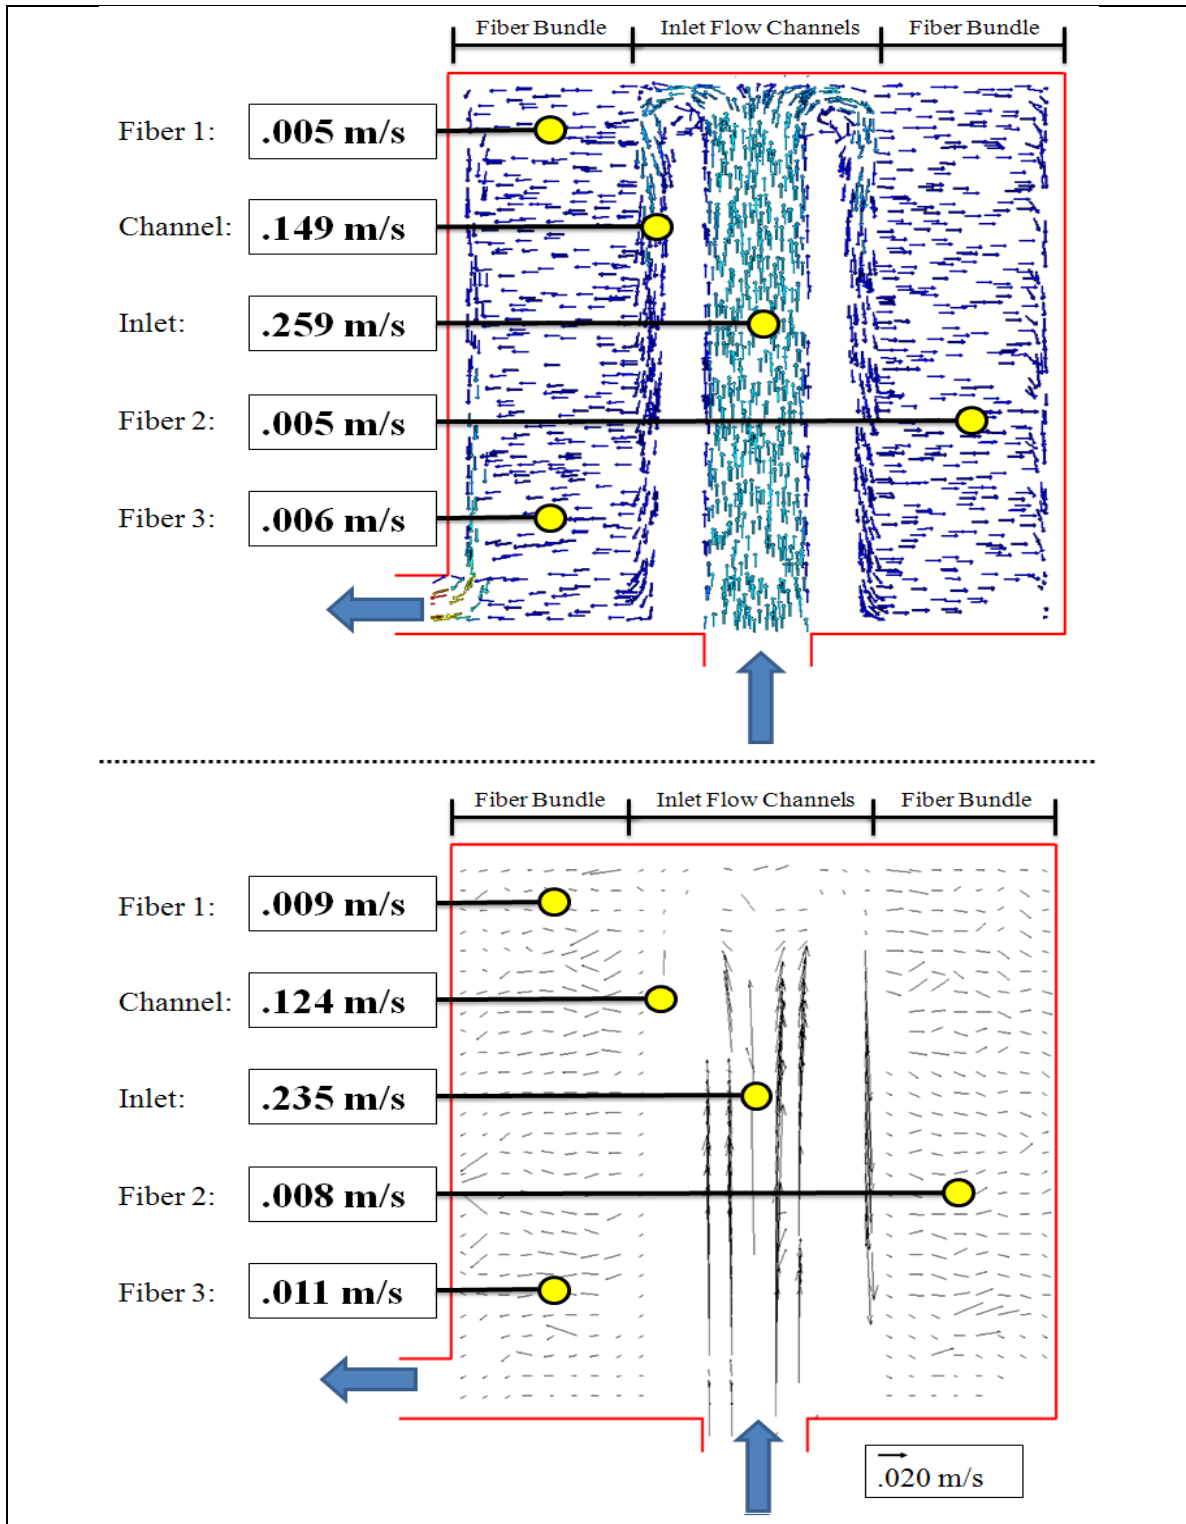 Fiber Bundle Inlet Flow Channels Fiber Bundle
Fiber 1: .005 m/s
Channel: .149 m/s
Inlet: .259 m/s
Fiber 2: .005 m/s
Fiber 3: .006 m/s
Fiber Bundle Inlet Flow Channels Fiber Bundle
Fiber 1: .009 m/s
Channel: .124 m/s
Inlet: .235 m/s
Fiber 2: .008 m/s
Fiber 3: .011 m/s
.020 m/s